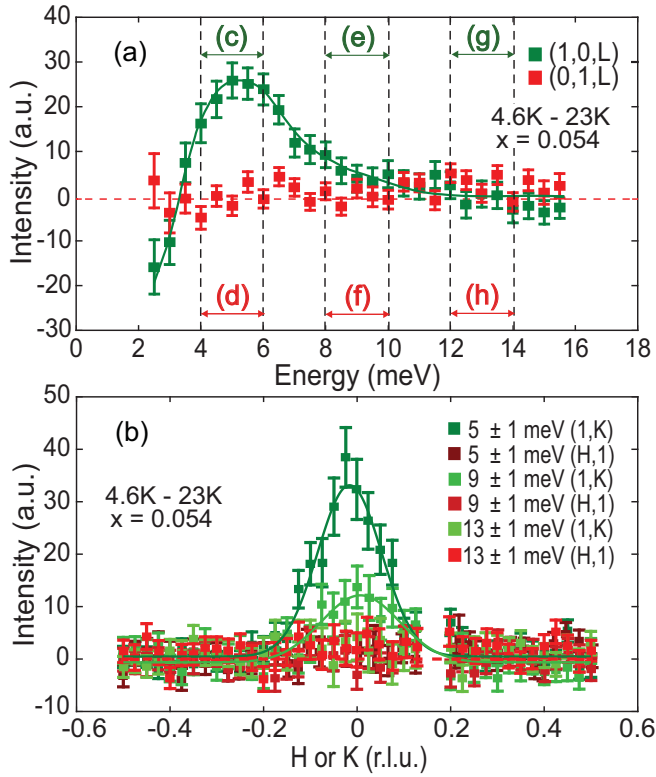 (a)
(c)
(e)
(g)
(1,0,L)
(0,1,L)
4.6K - 23K
x = 0.054
(d)
(f)
(h)
40
30
20
10
0
-10
-20
-30
Intensity (a.u.)
0 2 4 6 8 10 12 14 16 18
Energy (meV)
(b)
4.6K - 23K
x = 0.054
5 ± 1 meV (1,K)
5 ± 1 meV (H,1)
9 ± 1 meV (1,K)
9 ± 1 meV (H,1)
13 ± 1 meV (1,K)
13 ± 1 meV (H,1)
50
40
30
20
10
0
-10
Intensity (a.u.)
-0.6 -0.4 -0.2 0 0.2 0.4 0.6
H or K (r.l.u.)